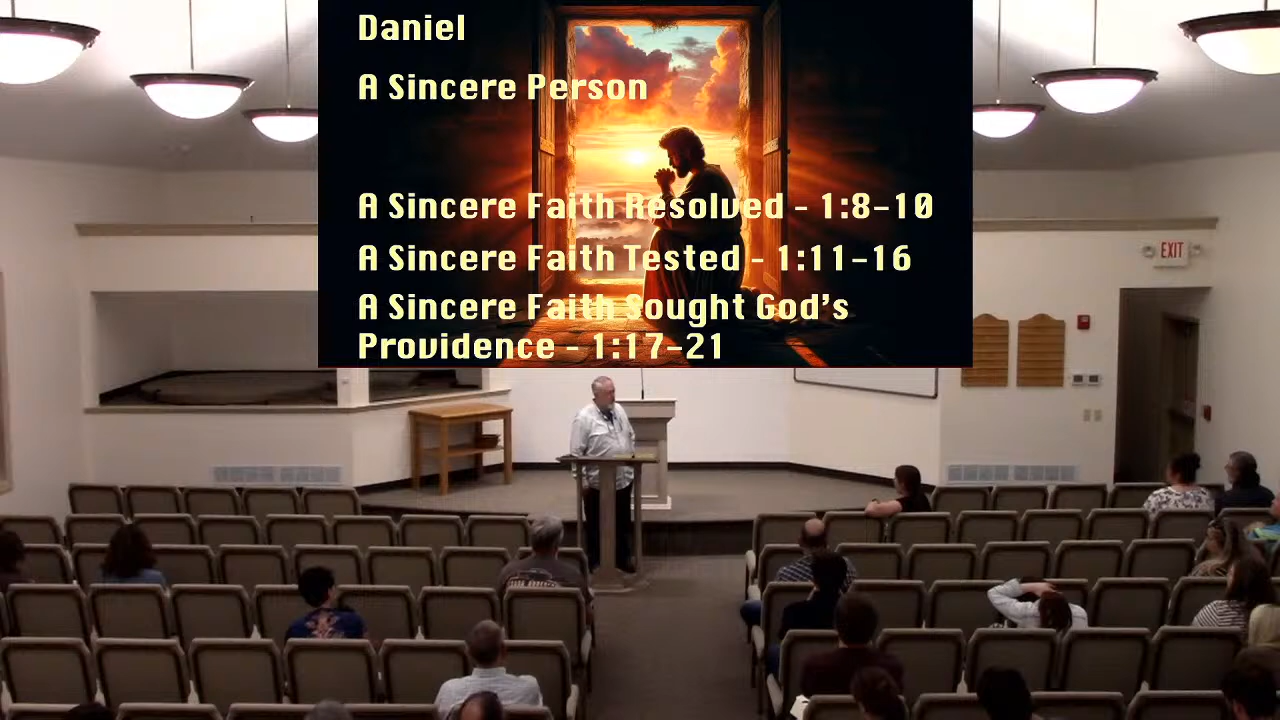 Daniel
A Sincere Person
A Sincere Faith Resolved - 1:8-10
A Sincere Faith Tested - 1:11-16
A Sincere Faith Sought God's
Providence - 1:17-21
EXIT